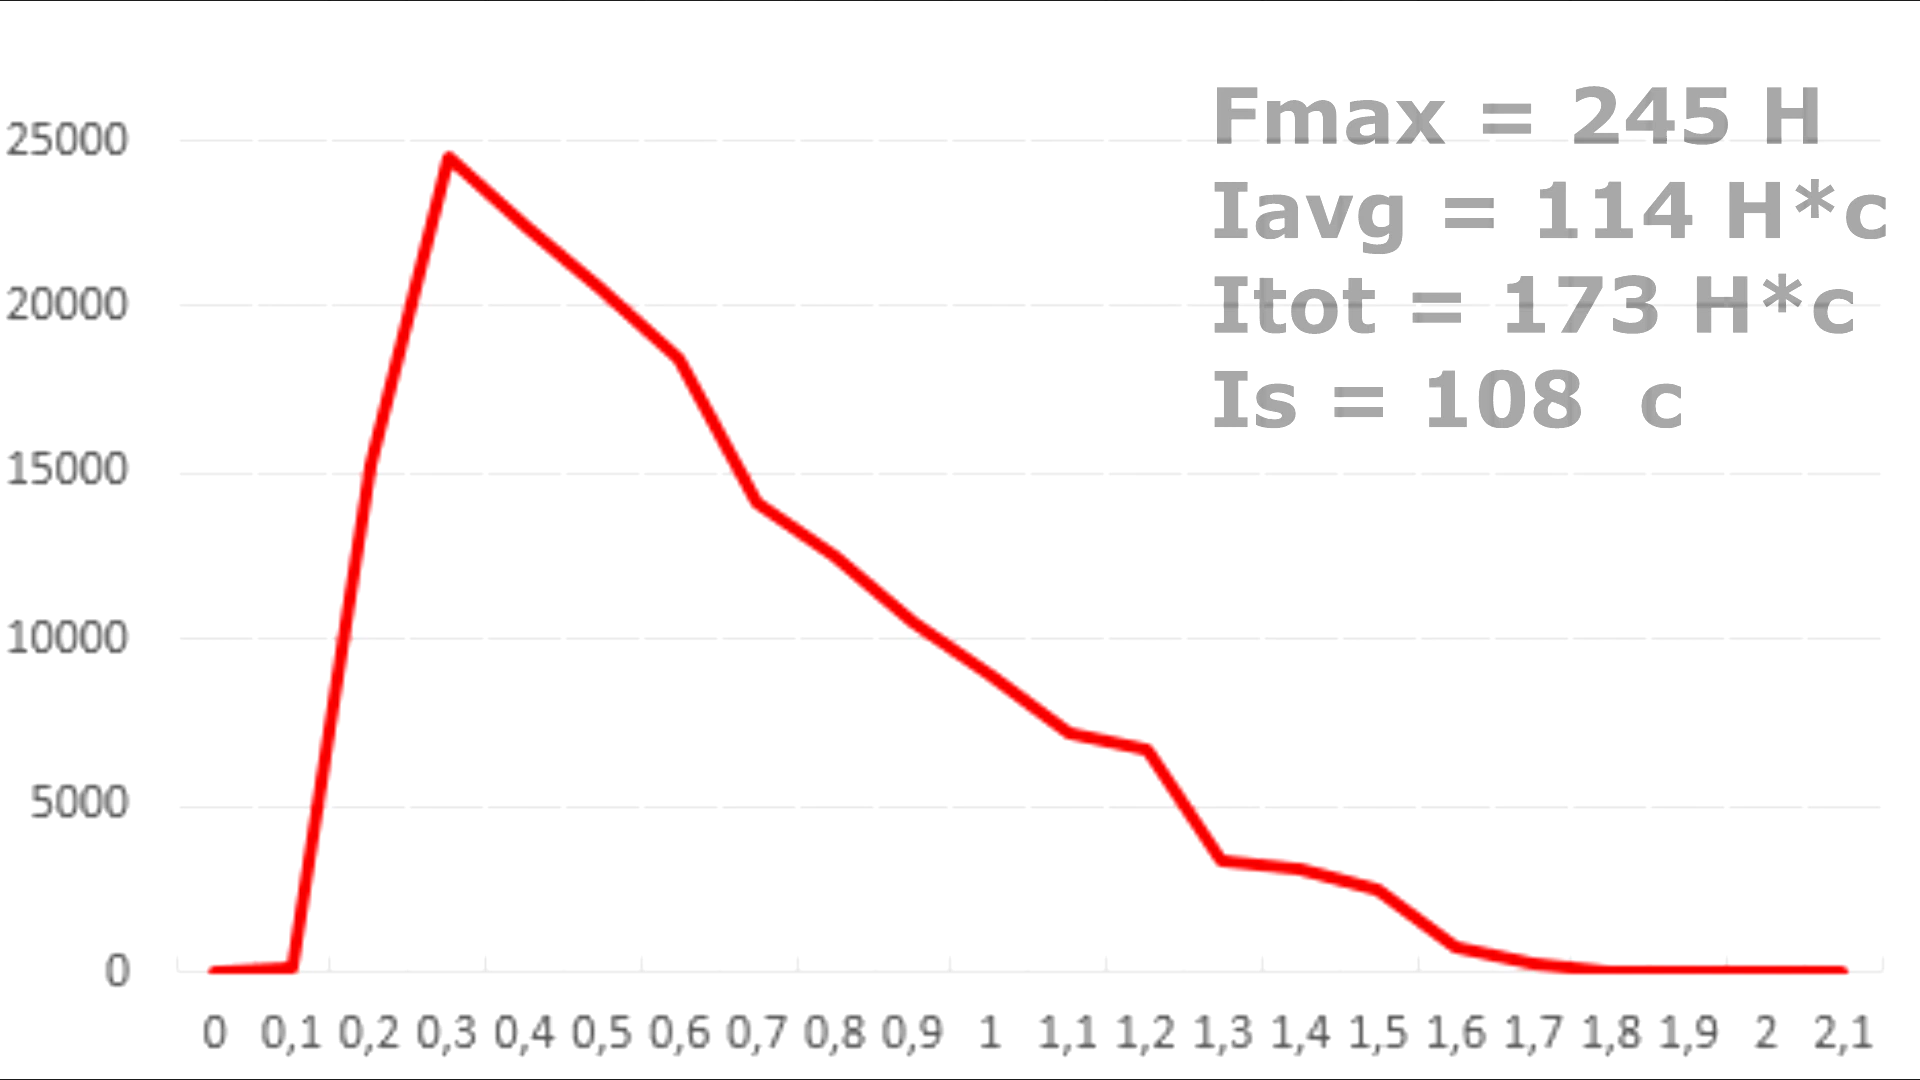 Fmax = 245 H
Iavg = 114 H*c
Itot = 173 H*c
Is = 108 c
25000
20000
15000
10000
5000
0
0 0,1 0,2 0,3 0,4 0,5 0,6 0,7 0,8 0,9 1 1,1 1,2 1,3 1,4 1,5 1,6 1,7 1,8 1,9 2 2,1